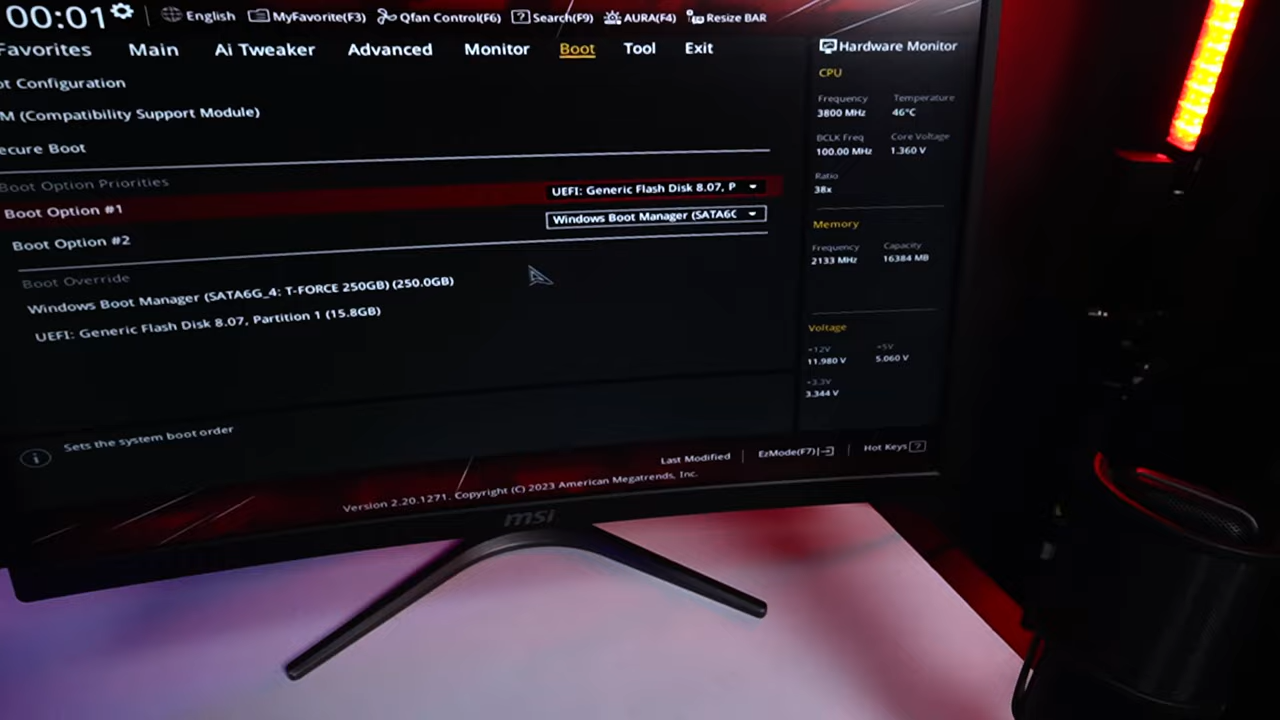 00:01 English MyFavorite(F3) Qfan Control(F6) ? Search(F9) AURA(F4) Resize BAR
Favorites Main Ai Tweaker Advanced Monitor Boot Tool Exit
ot Configuration
M (Compatibility Support Module)
ecure Boot
Boot Option Priorities
Boot Option #1 UEFI: Generic Flash Disk 8.07, P
Boot Option #2 Windows Boot Manager (SATA6G
Boot Override
Windows Boot Manager (SATA6G_4: T-FORCE 250GB) (250.0GB)
UEFI: Generic Flash Disk 8.07, Partition 1 (15.8GB)
i Sets the system boot order
Hardware Monitor
CPU
Frequency Temperature
3800 MHz 46°C
BCLK Freq Core Voltage
100.00 MHz 1.360 V
Ratio
38x
Memory
Frequency Capacity
2133 MHz 16384 MB
Voltage
+12V +5V
11.980 V 5.060 V
+3.3V
3.344 V
Last Modified EzMode(F7) Hot Keys ?
Version 2.20.1271. Copyright (C) 2023 American Megatrends, Inc.
msi